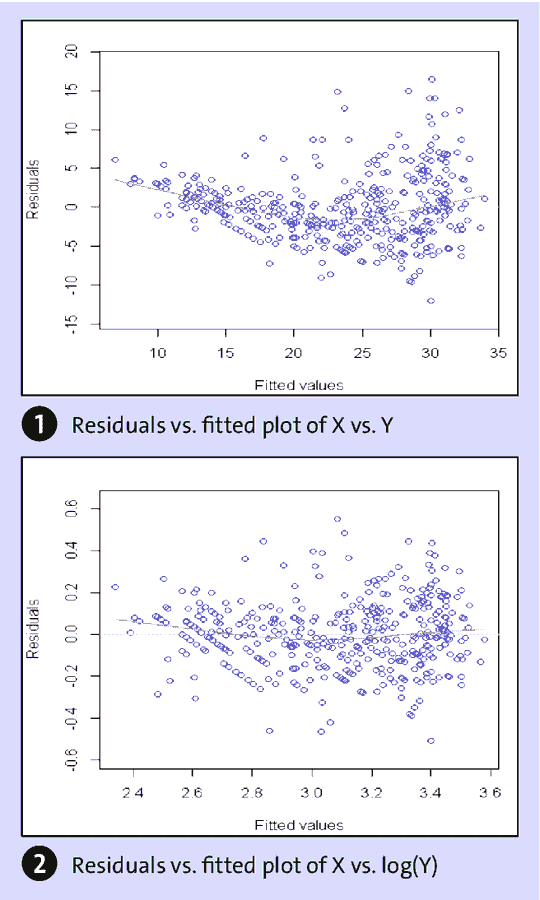 20
15
10
5
0
-5
-10
-15
Residuals
10 15 20 25 30 35
Fitted values
1 Residuals vs. fitted plot of X vs. Y
0.6
0.4
0.2
0.0
-0.2
-0.4
-0.6
Residuals
2.4 2.6 2.8 3.0 3.2 3.4 3.6
Fitted values
2 Residuals vs. fitted plot of X vs. log(Y)